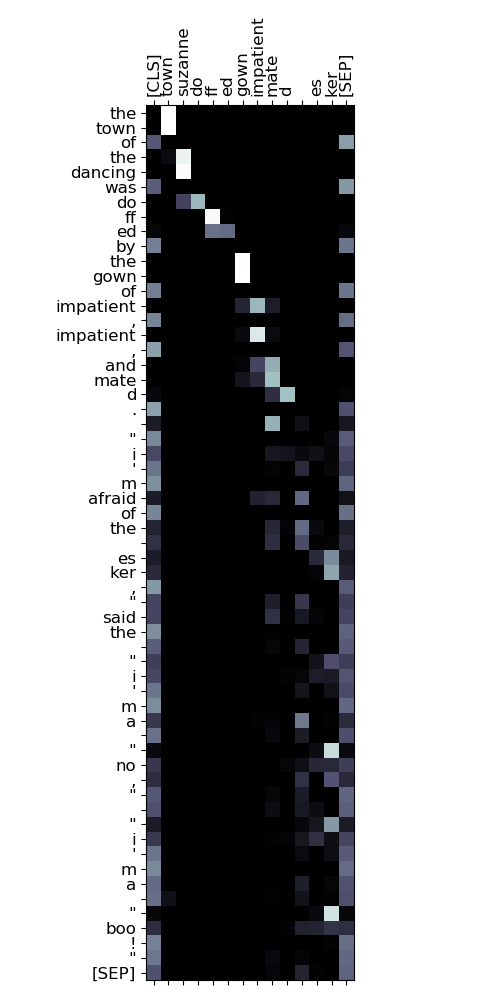 [CLS]
town
suzanne
do
ff
ed
gown
impatient
mate
d
es
ker
[SEP]
the
town
of
the
dancing
was
do
ff
ed
by
the
gown
of
impatient
,
impatient
,
and
mate
d
.
"
i
'
m
afraid
of
the
es
ker
,
"
said
the
"
i
'
m
a
"
no
,
"
"
i
'
m
a
"
boo
!
"
[SEP]